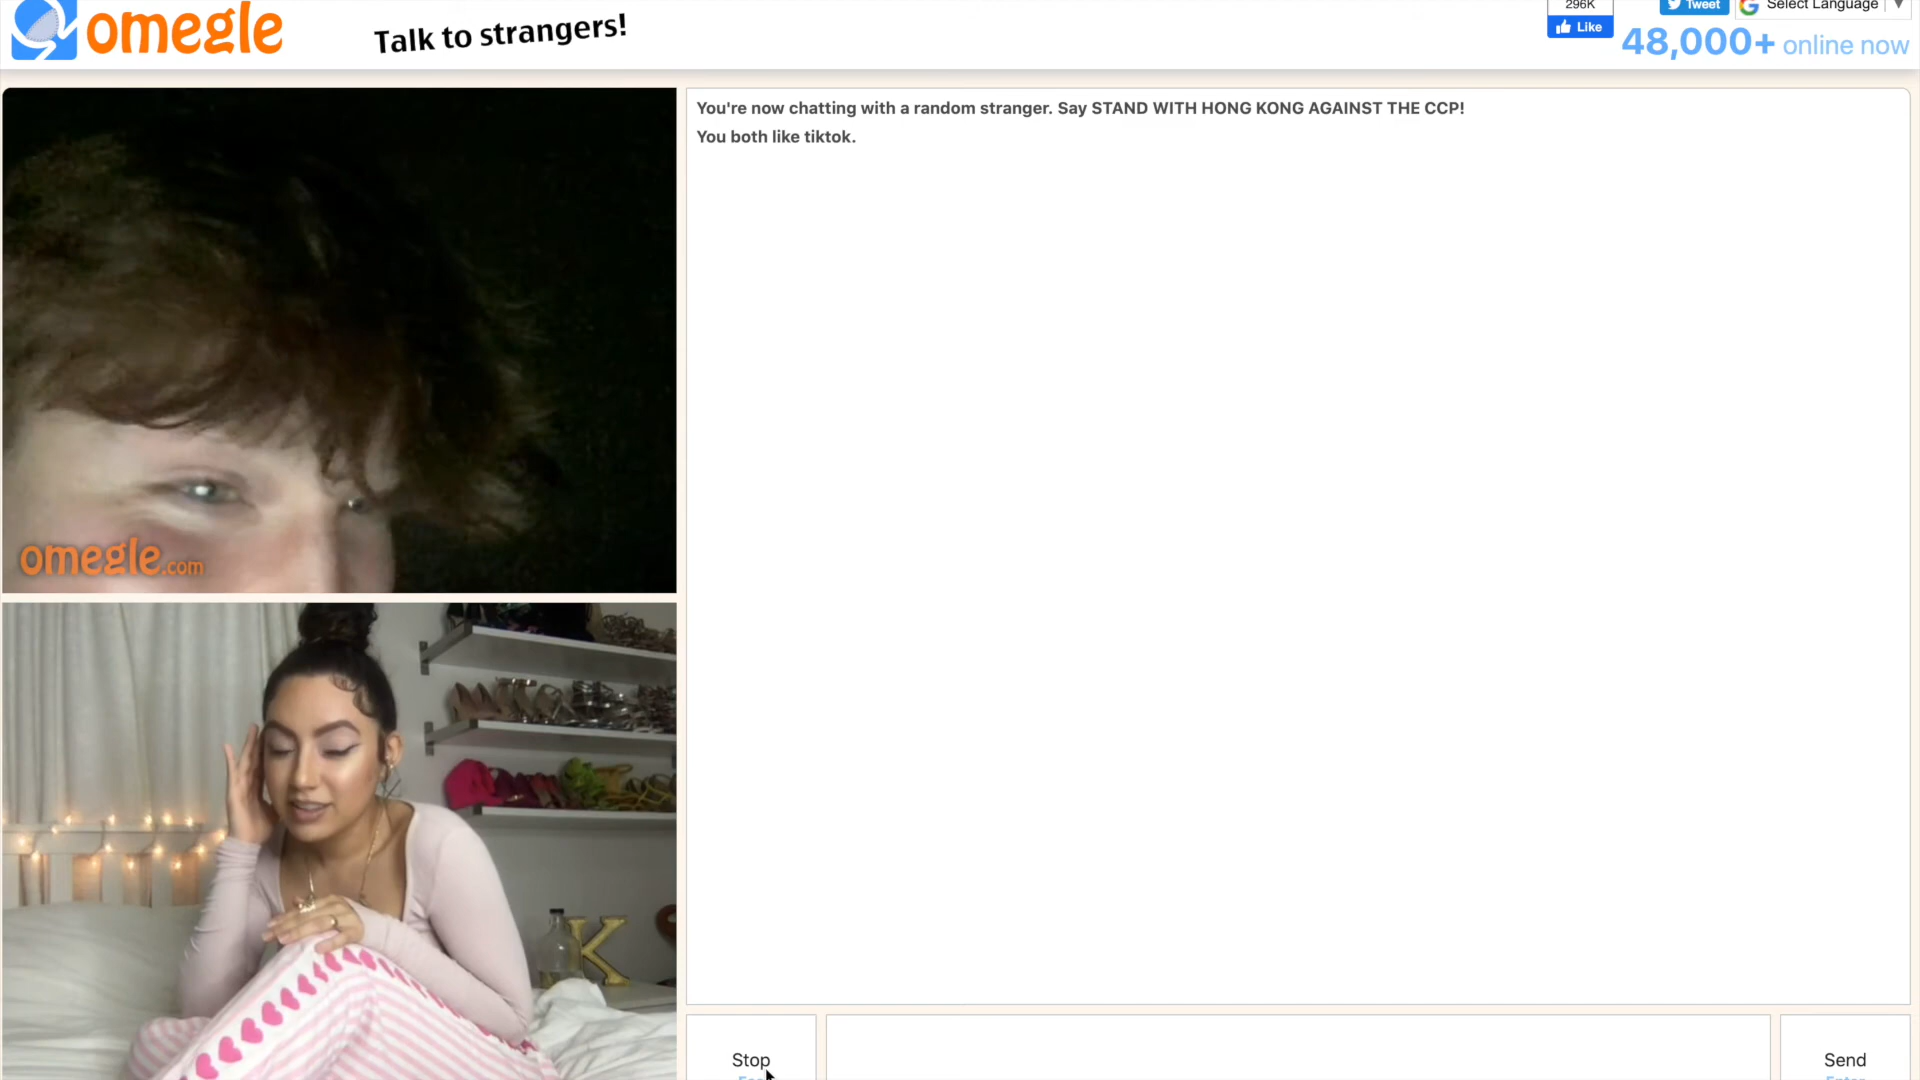 omegle
Talk to strangers!
296K
Like
Tweet
Select Language
48,000+ online now
omegle.com
You're now chatting with a random stranger. Say STAND WITH HONG KONG AGAINST THE CCP!
You both like tiktok.
K
Stop
Send